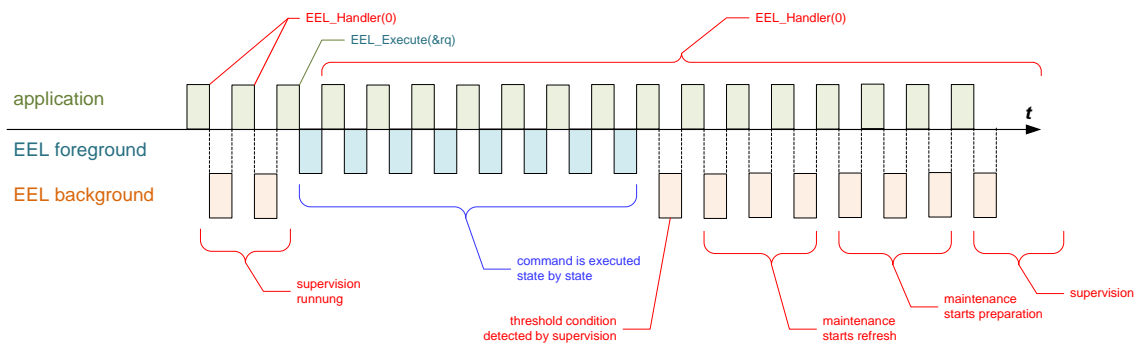 EEL_Handler(0)
EEL_Handler(0)
EEL_Execute(&rq)
application
t
EEL foreground
EEL background
command is executed
state by state
supervision
runnung
threshold condition
detected by supervision
maintenance
starts refresh
maintenance
starts preparation
supervision